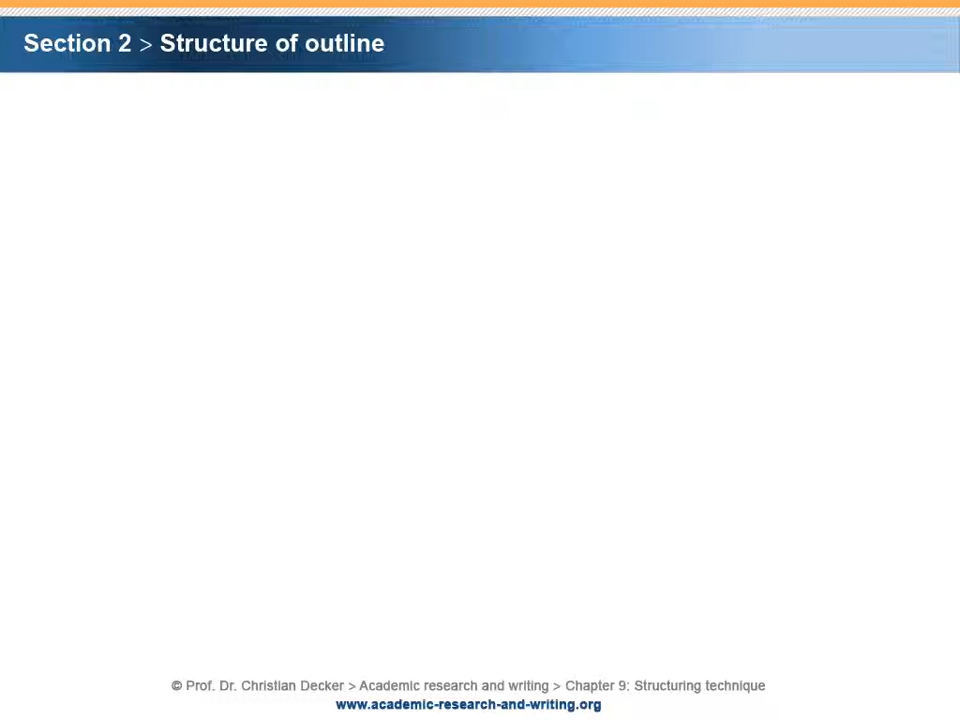 Section 2 > Structure of outline
© Prof. Dr. Christian Decker > Academic research and writing > Chapter 9: Structuring technique
www.academic-research-and-writing.org